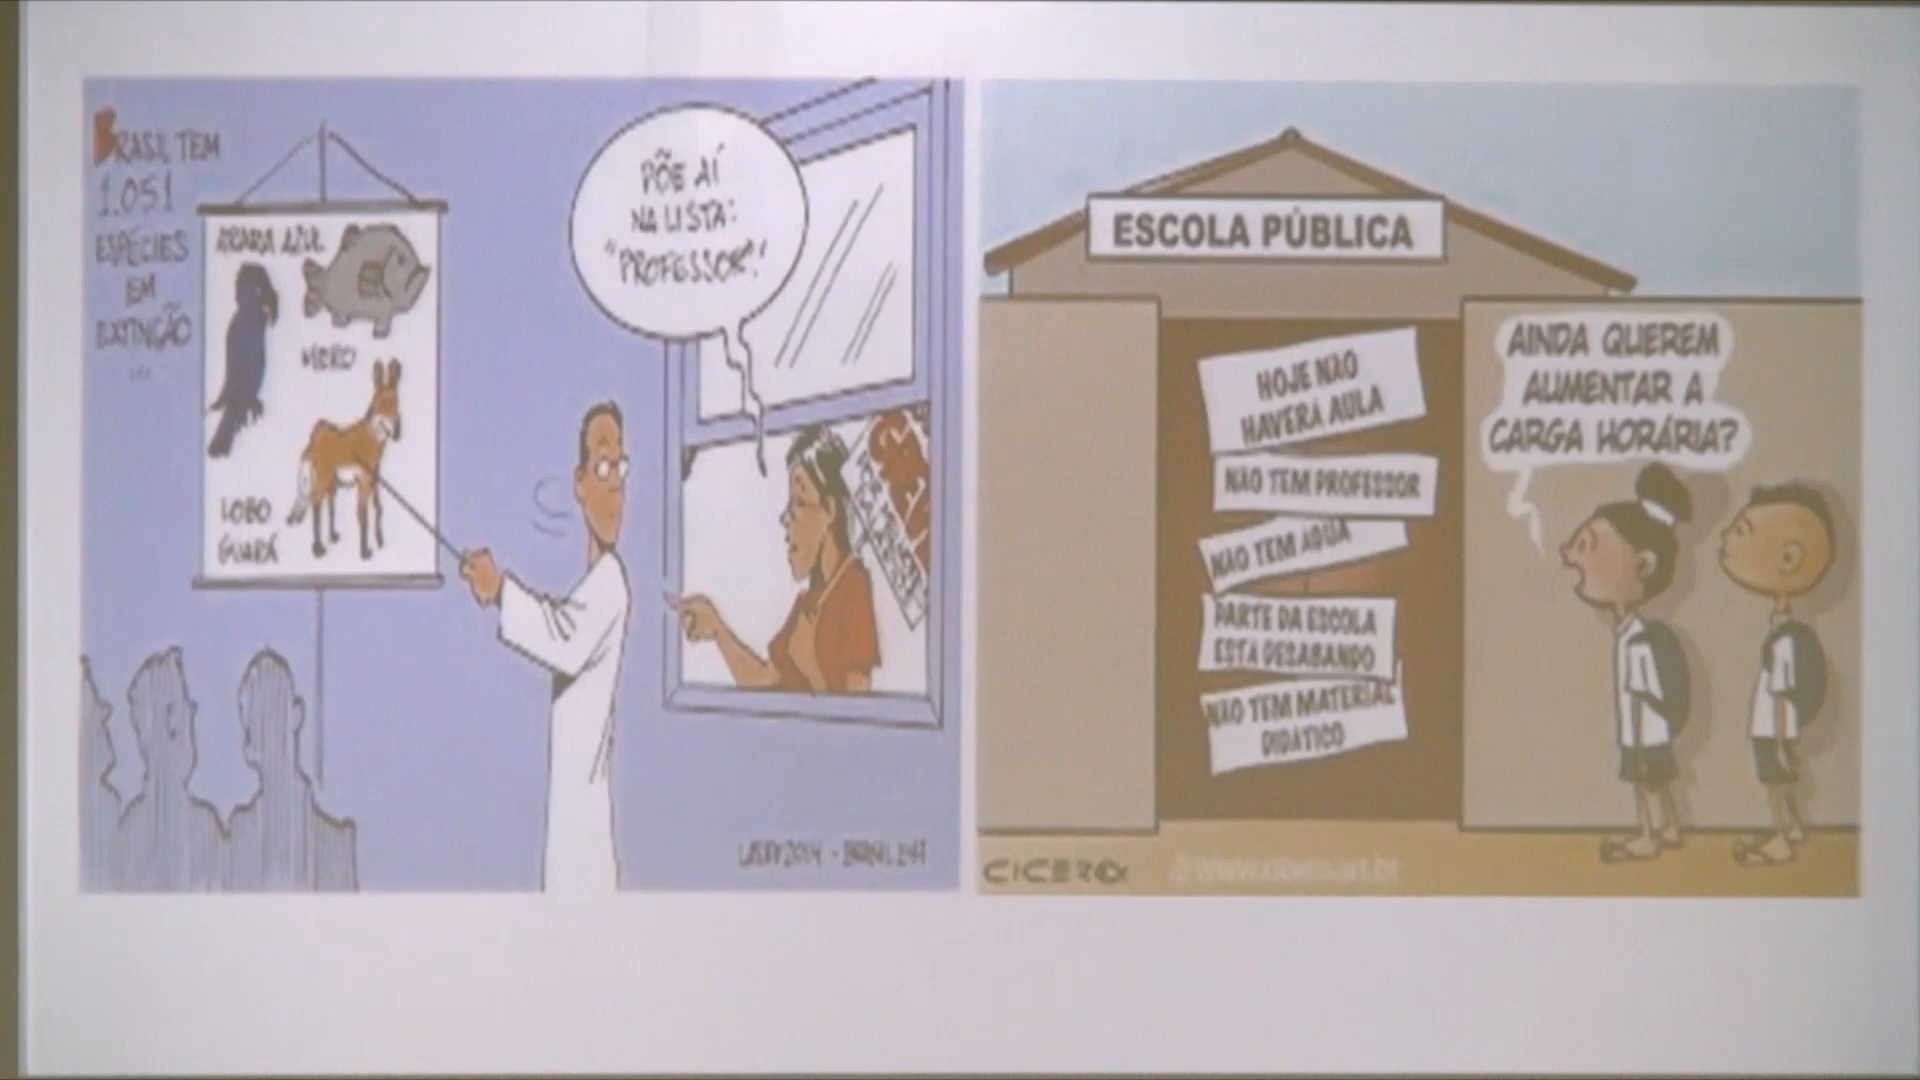 BRASIL TEM
1.051
ESPÉCIES
EM
EXTINÇÃO
...
ARARA AZUL
MERO
LOBO
GUARÁ
PÕE AÍ
NA LISTA:
"PROFESSOR"!
ESCOLA PÚBLICA
HOJE NÃO
HAVERÁ AULA
NÃO TEM PROFESSOR
NÃO TEM ÁGUA
PARTE DA ESCOLA
ESTÁ DESABANDO
NÃO TEM MATERIAL
DIDÁTICO
AINDA QUEREM
AUMENTAR A
CARGA HORÁRIA?
CICERO